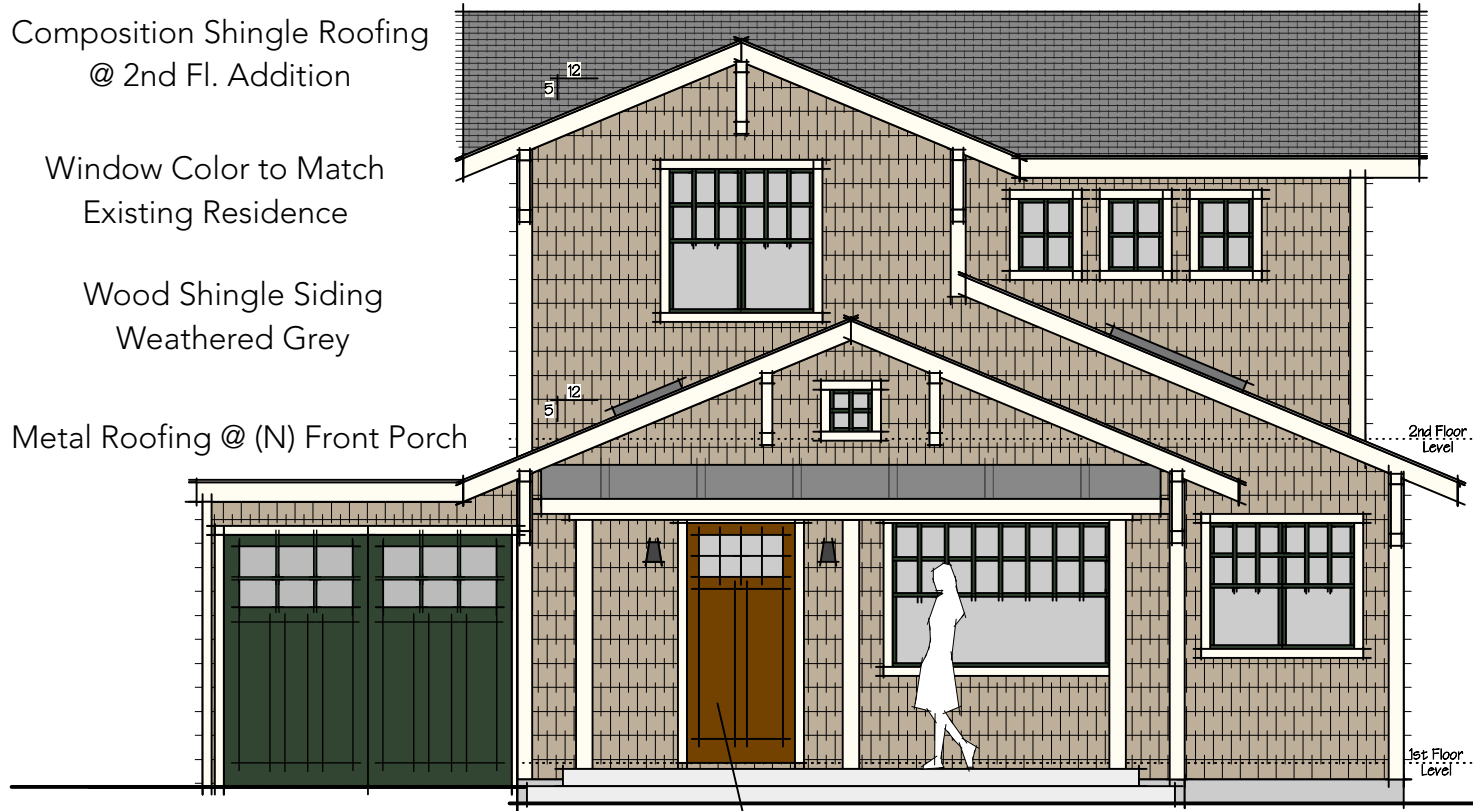 Composition Shingle Roofing
@ 2nd Fl. Addition
12
5
Window Color to Match
Existing Residence
Wood Shingle Siding
Weathered Grey
12
5
Metal Roofing @ (N) Front Porch
2nd Floor
Level
1st Floor
Level